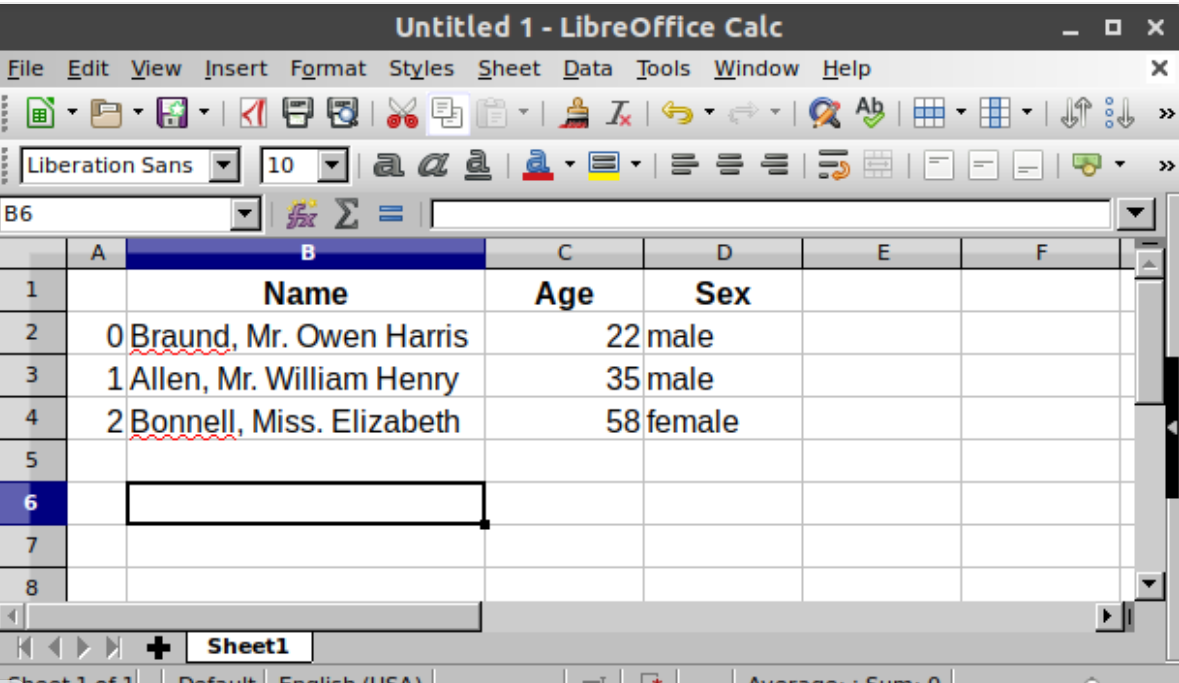 Untitled 1 - LibreOffice Calc
File Edit View Insert Format Styles Sheet Data Tools Window Help
Liberation Sans 10
B6
A B C D E F
1 Name Age Sex
2 0 Braund, Mr. Owen Harris 22 male
3 1 Allen, Mr. William Henry 35 male
4 2 Bonnell, Miss. Elizabeth 58 female
5
6
7
8
Sheet1
Sheet 1 of 1 Default English (USA) Average: ; Sum: 0